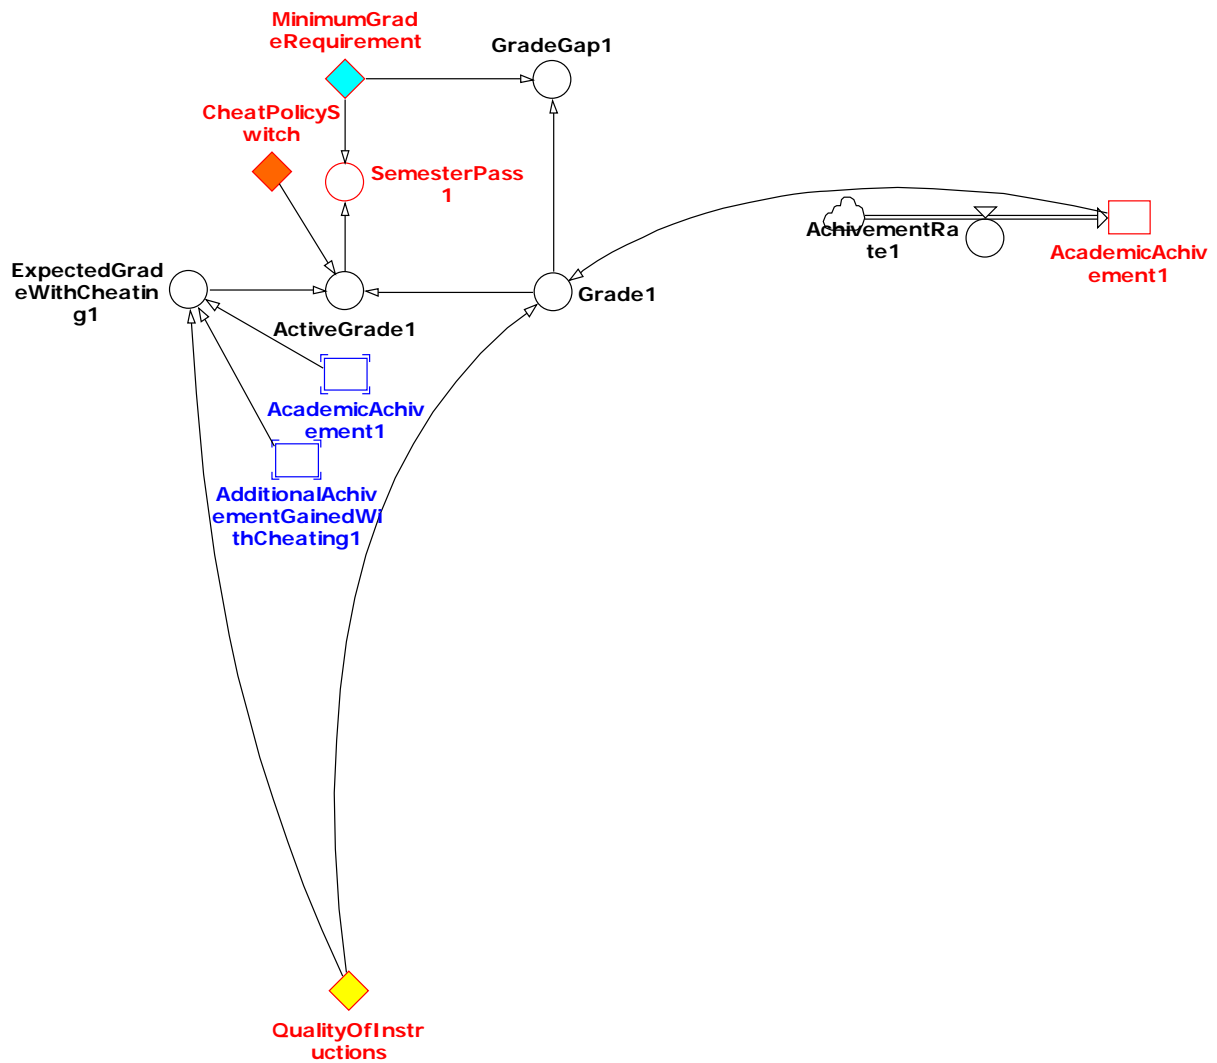 MinimumGrad
eRequirement
GradeGap1
CheatPolicyS
witch
SemesterPass
1
AchivementRa
te1
AcademicAchiv
ement1
ExpectedGrad
eWithCheatin
g1
Grade1
ActiveGrade1
AcademicAchiv
ement1
AdditionalAchiv
ementGainedWi
thCheating1
QualityOfInstr
uctions